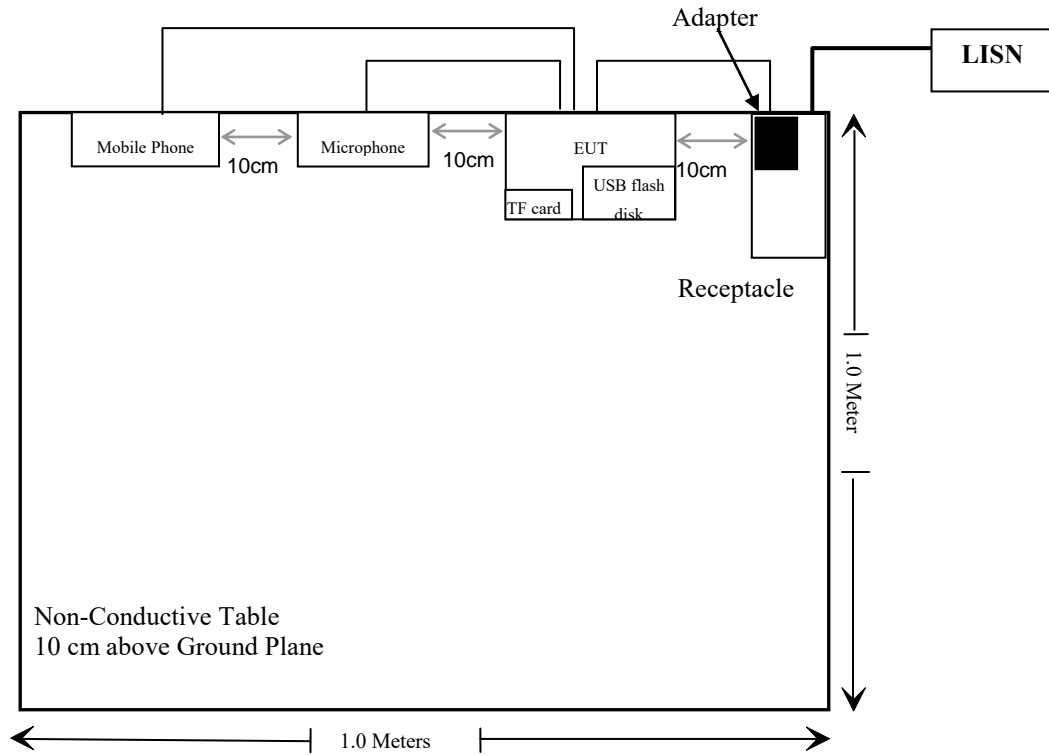 Adapter
LISN
Mobile Phone
10cm
Microphone
10cm
EUT
10cm
USB flash
disk
TF card
Receptacle
1.0 Meter
Non-Conductive Table
10 cm above Ground Plane
1.0 Meters